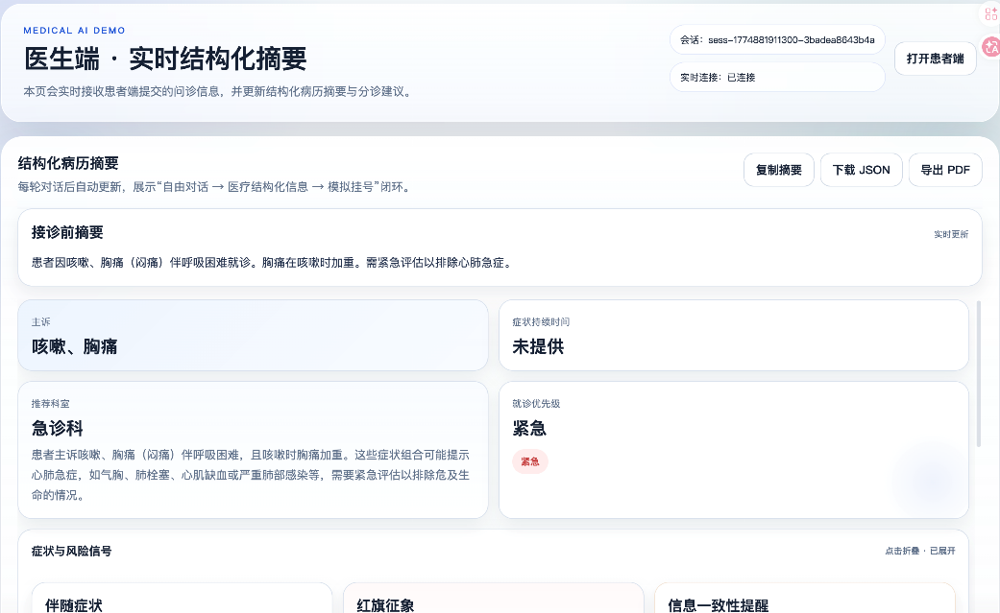 MEDICAL AI DEMO
医生端 · 实时结构化摘要
本页会实时接收患者端提交的问诊信息，并更新结构化病历摘要与分诊建议。
会话：sess-1774881911300-3badea8643b4a
实时连接：已连接
打开患者端
结构化病历摘要
每轮对话后自动更新，展示“自由对话 → 医疗结构化信息 → 模拟挂号”闭环。
复制摘要
下载 JSON
导出 PDF
接诊前摘要
实时更新
患者因咳嗽、胸痛（闷痛）伴呼吸困难就诊。胸痛在咳嗽时加重。需紧急评估以排除心肺急症。
主诉
咳嗽、胸痛
症状持续时间
未提供
推荐科室
急诊科
患者主诉咳嗽、胸痛（闷痛）伴呼吸困难，且咳嗽时胸痛加重。这些症状组合可能提示
心肺急症，如气胸、肺栓塞、心肌缺血或严重肺部感染等，需要紧急评估以排除危及生
命的情况。
就诊优先级
紧急
紧急
症状与风险信号
点击折叠 · 已展开
伴随症状
红旗征象
信息一致性提醒